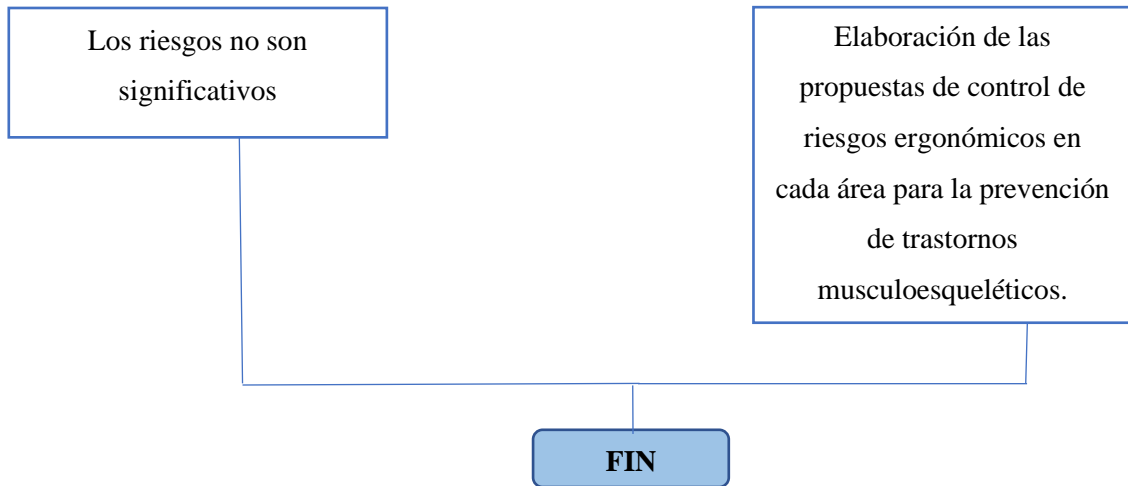 Los riesgos no son
significativos
Elaboración de las
propuestas de control de
riesgos ergonómicos en
cada área para la prevención
de trastornos
musculoesqueléticos.
FIN